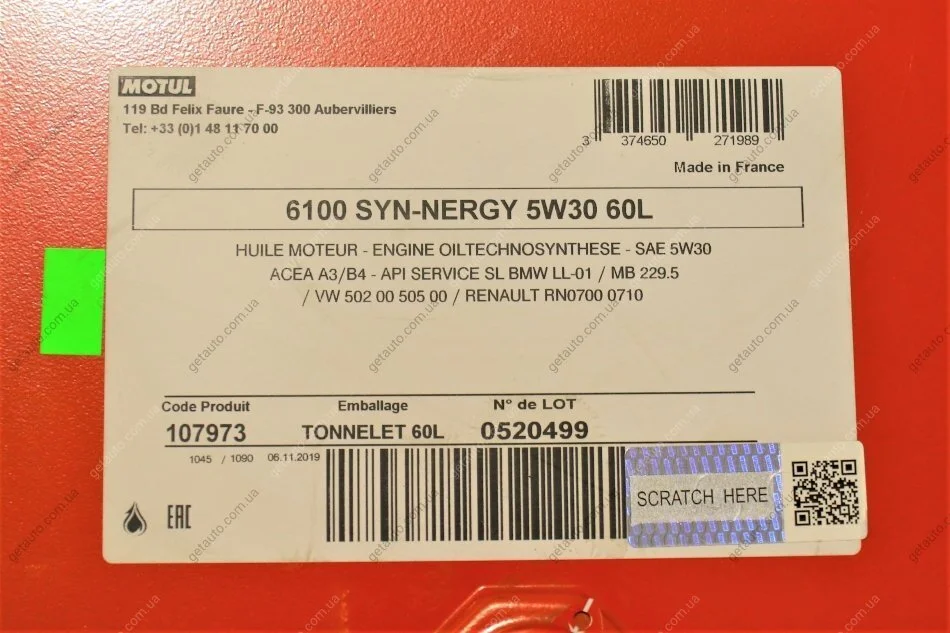 MOTUL
119 Bd Felix Faure - F-93 300 Aubervilliers
Tel: +33 (0)1 48 11 70 00
3 374650 271989
Made in France
6100 SYN-NERGY 5W30 60L
HUILE MOTEUR - ENGINE OILTECHNOSYNTHESE - SAE 5W30
ACEA A3/B4 - API SERVICE SL BMW LL-01 / MB 229.5
/ VW 502 00 505 00 / RENAULT RN0700 0710
Code Produit Emballage N° de LOT
107973 TONNELET 60L 0520499
1045 / 1090 06.11.2019
EAC
SCRATCH HERE
getauto.com.ua